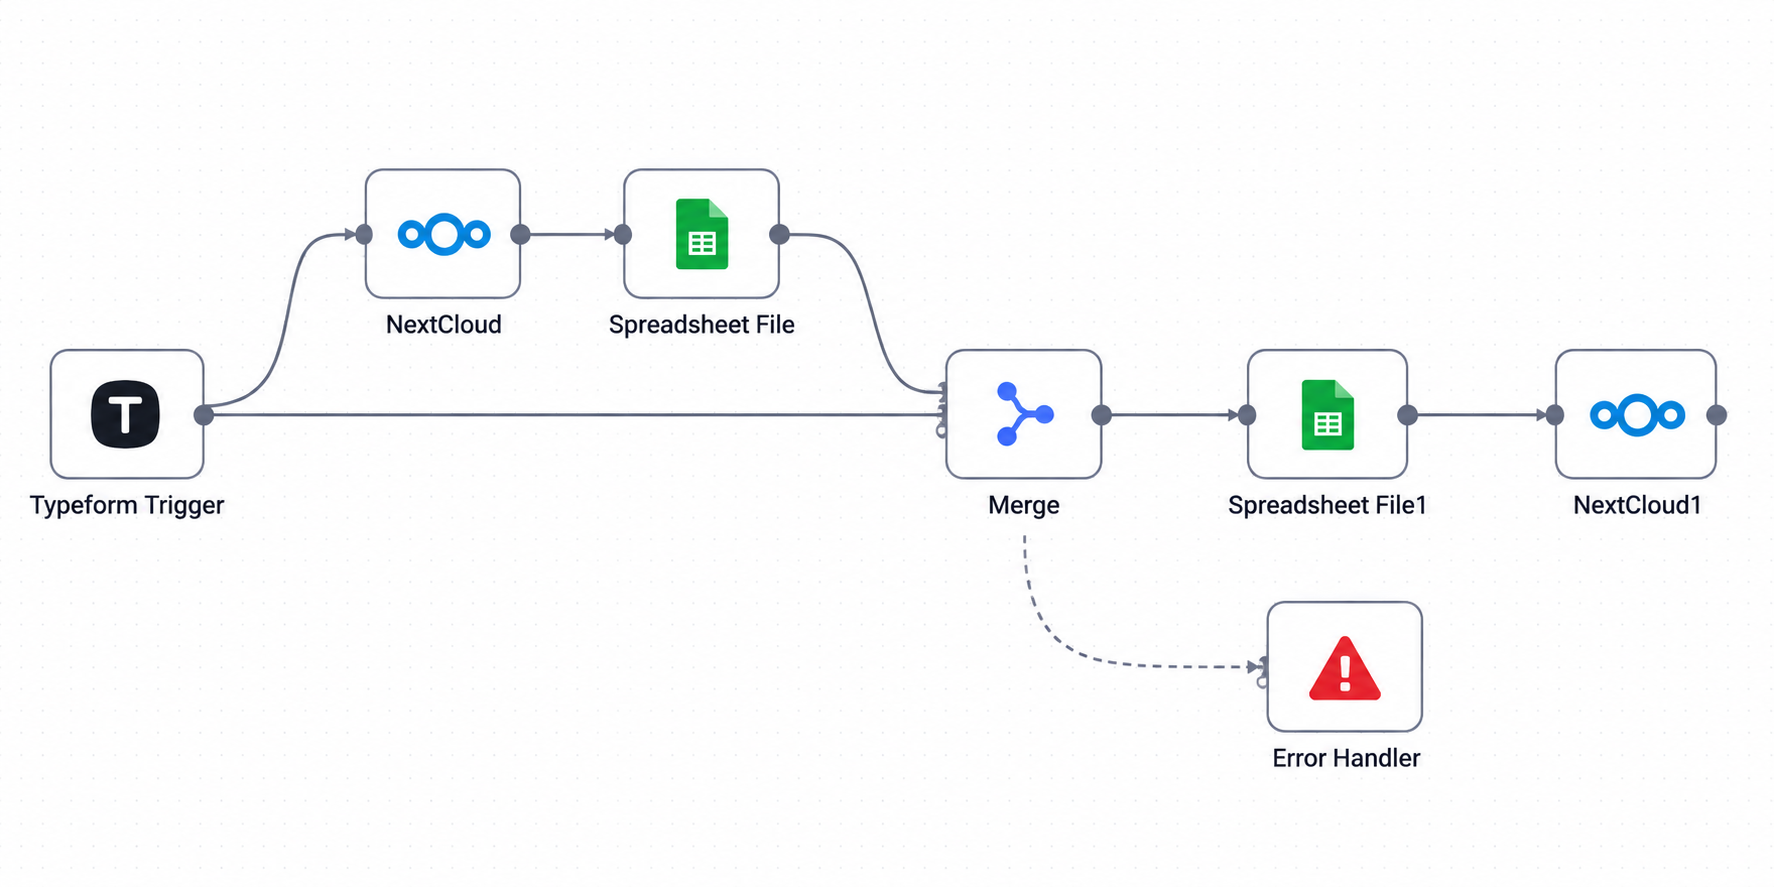 NextCloud
Spreadsheet File
T
Typeform Trigger
Merge
Spreadsheet File1
NextCloud1
Error Handler